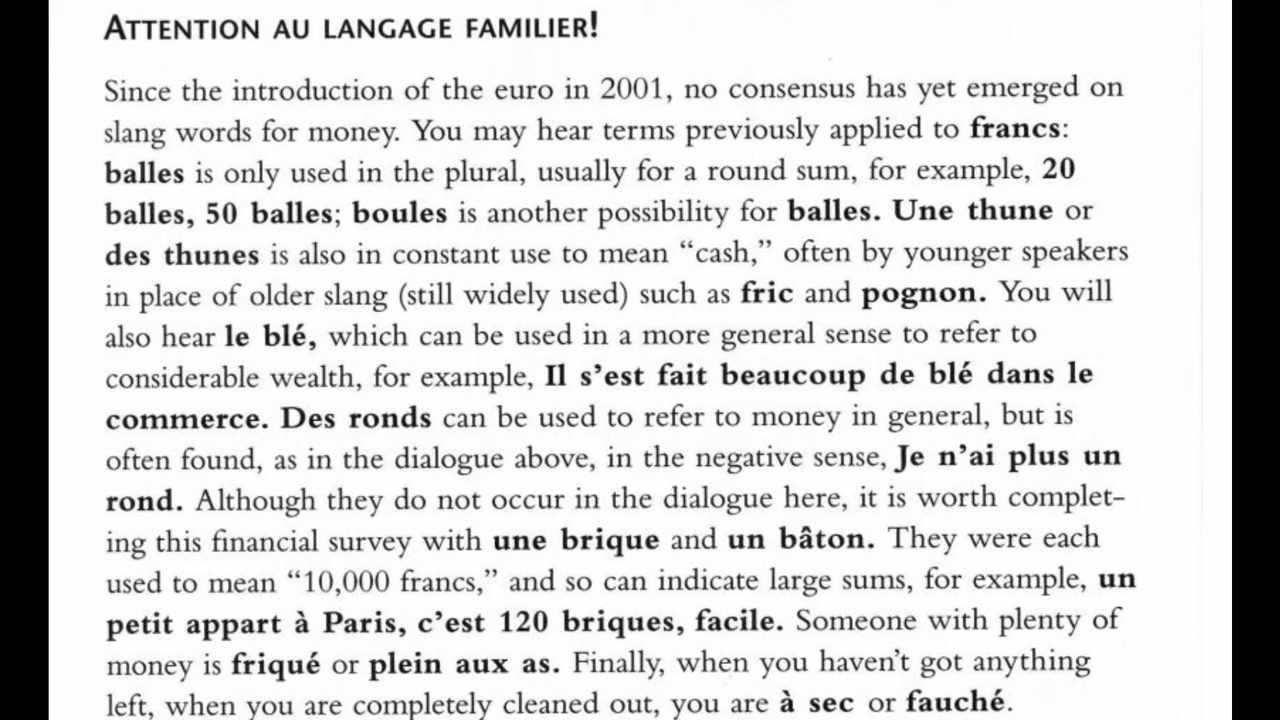 ATTENTION AU LANGAGE FAMILIER!
Since the introduction of the euro in 2001, no consensus has yet emerged on
slang words for money. You may hear terms previously applied to francs:
balles is only used in the plural, usually for a round sum, for example, 20
balles, 50 balles; boules is another possibility for balles. Une thune or
des thunes is also in constant use to mean “cash,” often by younger speakers
in place of older slang (still widely used) such as fric and pognon. You will
also hear le blé, which can be used in a more general sense to refer to
considerable wealth, for example, Il s’est fait beaucoup de blé dans le
commerce. Des ronds can be used to refer to money in general, but is
often found, as in the dialogue above, in the negative sense, Je n’ai plus un
rond. Although they do not occur in the dialogue here, it is worth complet-
ing this financial survey with une brique and un bâton. They were each
used to mean “10,000 francs,” and so can indicate large sums, for example, un
petit appart à Paris, c’est 120 briques, facile. Someone with plenty of
money is friqué or plein aux as. Finally, when you haven’t got anything
left, when you are completely cleaned out, you are à sec or fauché.